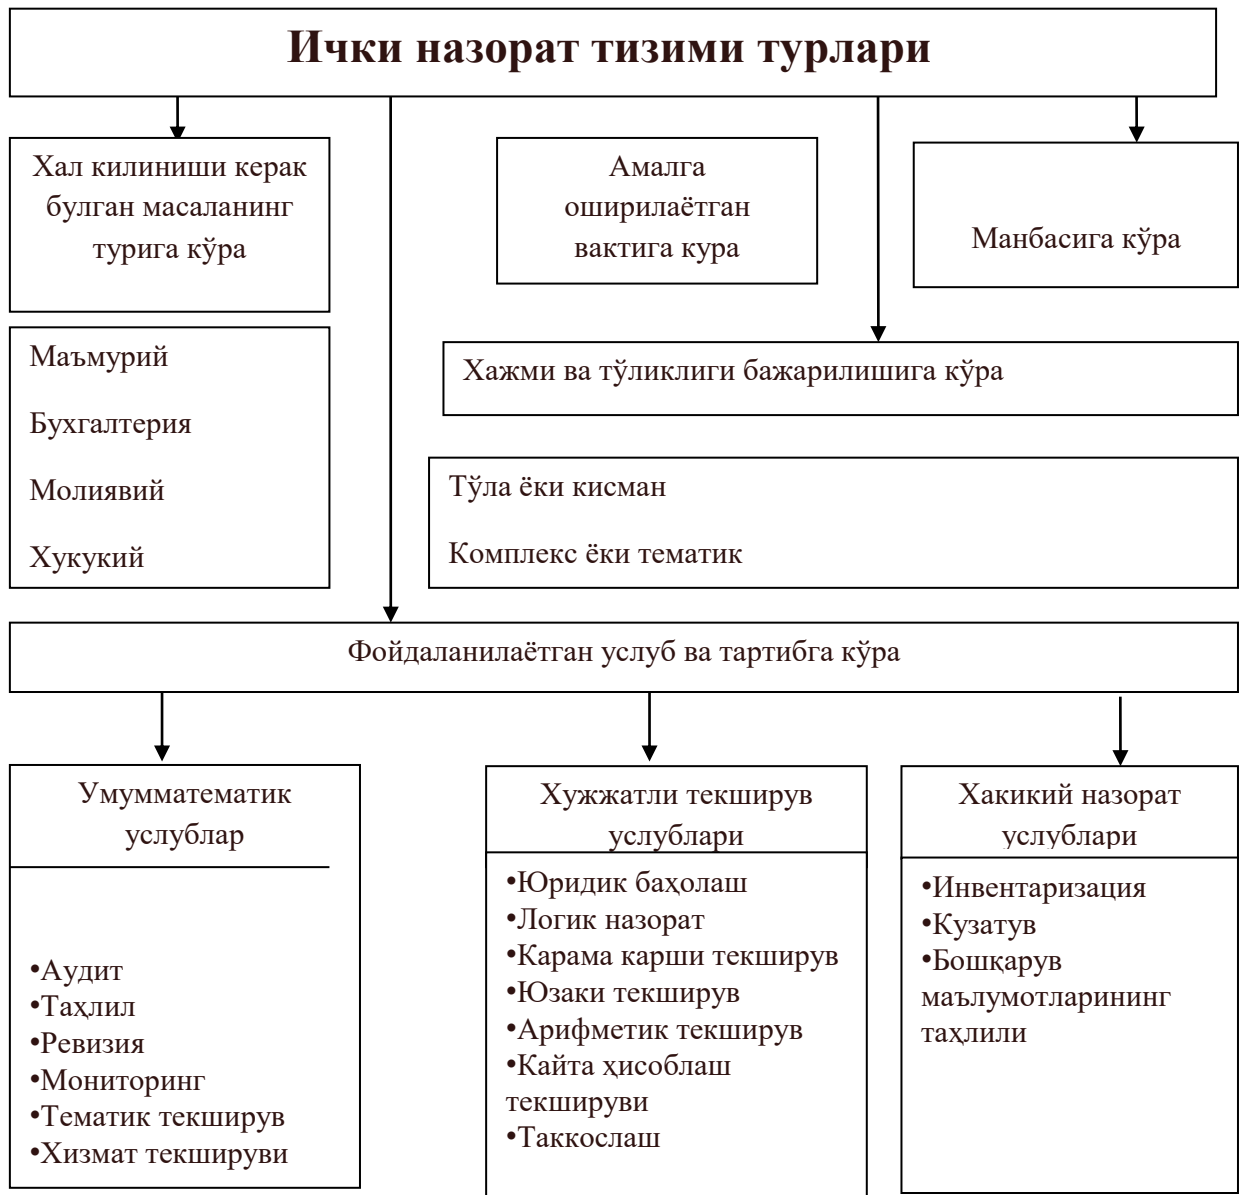 Ички назорат тизими турлари
Хал килиниши керак
булган масаланинг
турига кўра
Амалга
оширилаётган
вактига кура
Манбасига кўра
Маъмурий
Бухгалтерия
Молиявий
Хукукий
Хажми ва тўликлиги бажарилишига кўра
Тўла ёки кисман
Комплекс ёки тематик
Фойдаланилаётган услуб ва тартибга кўра
Умумматематик
услублар
•Аудит
•Таҳлил
•Ревизия
•Мониторинг
•Тематик текширув
•Хизмат текшируви
Хужжатли текширув
услублари
•Юридик баҳолаш
•Логик назорат
•Карама карши текширув
•Юзаки текширув
•Арифметик текширув
•Кайта ҳисоблаш
текшируви
•Таккослаш
Хакикий назорат
услублари
•Инвентаризация
•Кузатув
•Бошқарув
маълумотларининг
таҳлили